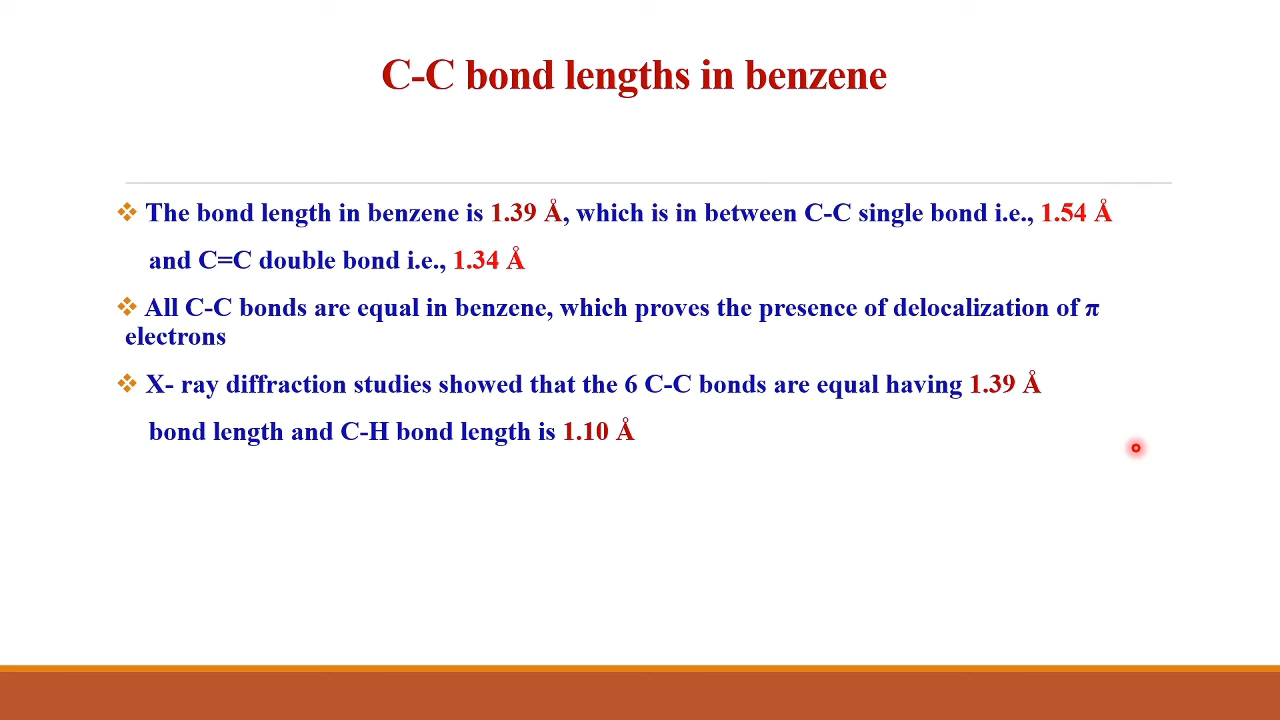 C-C bond lengths in benzene
The bond length in benzene is 1.39 Å, which is in between C-C single bond i.e., 1.54 Å
and C=C double bond i.e., 1.34 Å
All C-C bonds are equal in benzene, which proves the presence of delocalization of π
electrons
X- ray diffraction studies showed that the 6 C-C bonds are equal having 1.39 Å
bond length and C-H bond length is 1.10 Å